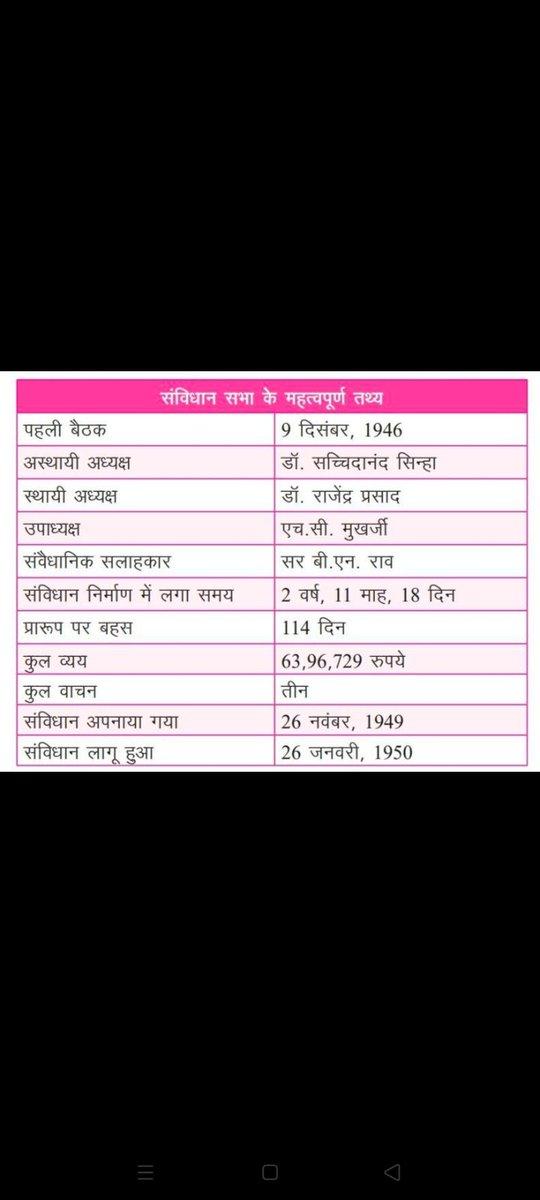 संविधान सभा के महत्वपूर्ण तथ्य
पहली बैठक 9 दिसंबर, 1946
अस्थायी अध्यक्ष डॉ. सच्चिदानंद सिन्हा
स्थायी अध्यक्ष डॉ. राजेंद्र प्रसाद
उपाध्यक्ष एच.सी. मुखर्जी
संवैधानिक सलाहकार सर बी.एन. राव
संविधान निर्माण में लगा समय 2 वर्ष, 11 माह, 18 दिन
प्रारूप पर बहस 114 दिन
कुल व्यय 63,96,729 रुपये
कुल वाचन तीन
संविधान अपनाया गया 26 नवंबर, 1949
संविधान लागू हुआ 26 जनवरी, 1950